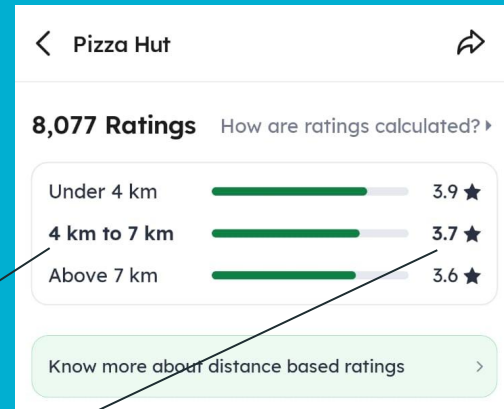 Pizza Hut
8,077 Ratings How are ratings calculated?
Under 4 km 3.9 ★
4 km to 7 km 3.7 ★
Above 7 km 3.6 ★
Know more about distance based ratings